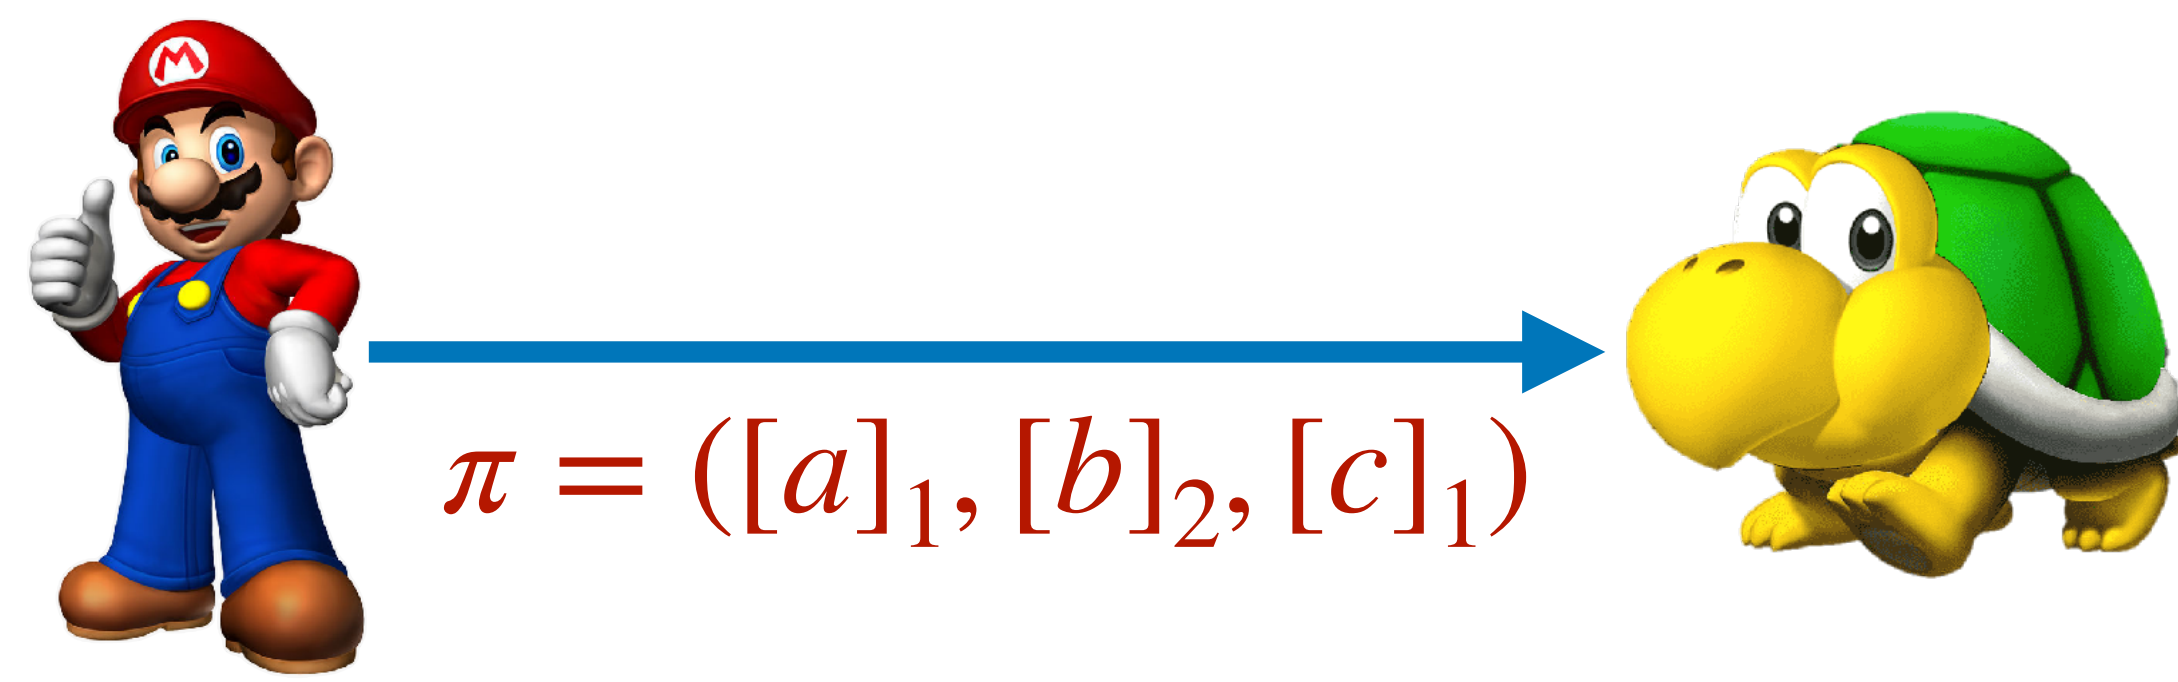 M
π = ([a]₁, [b]₂, [c]₁)